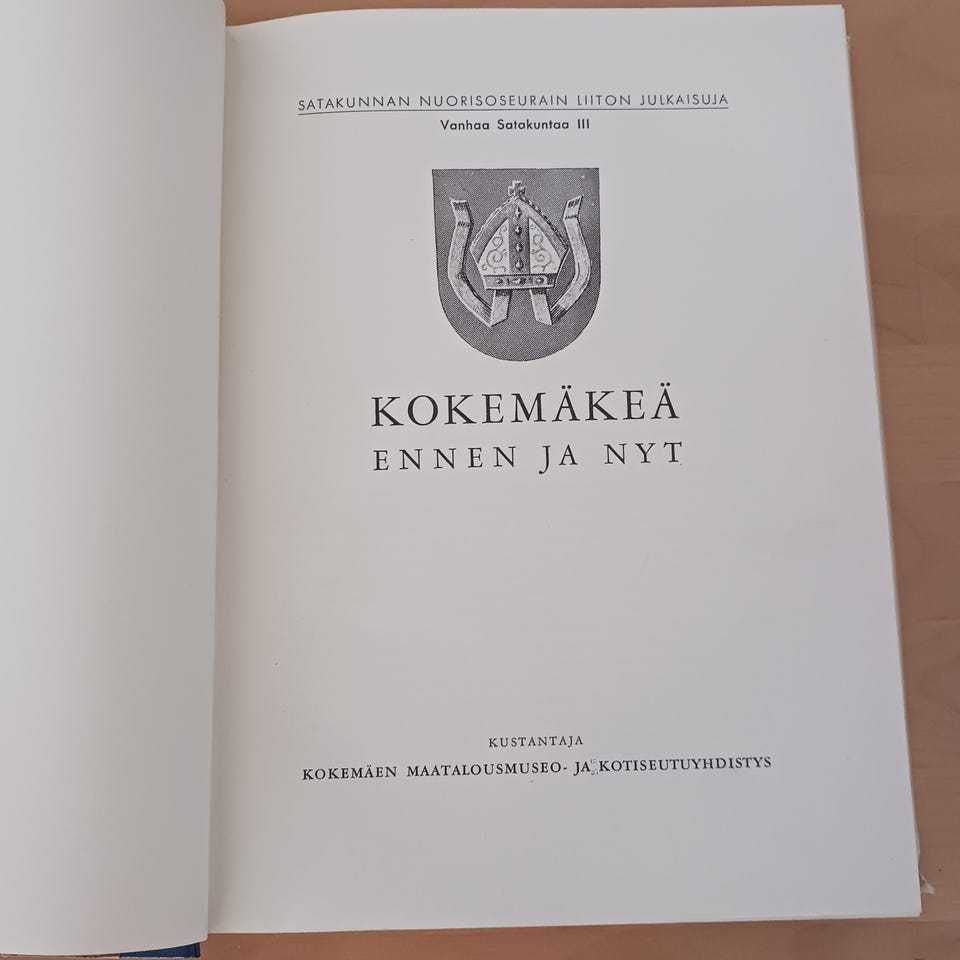 SATAKUNNAN NUORISOSEURAIN LIITON JULKAISUJA
Vanhaa Satakuntaa III
KOKEMÄKEÄ
ENNEN JA NYT
KUSTANTAJA
KOKEMÄEN MAATALOUSMUSEO- JA KOTISEUTUYHDISTYS